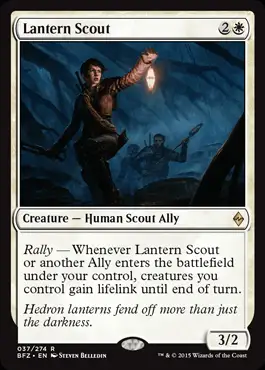 Lantern Scout 2
Creature — Human Scout Ally
Rally — Whenever Lantern Scout
or another Ally enters the battlefield
under your control, creatures you
control gain lifelink until end of turn.
Hedron lanterns fend off more than just
the darkness.
3/2
037/274 R
BFZ • EN Steven Belledin ™ & © 2015 Wizards of the Coast